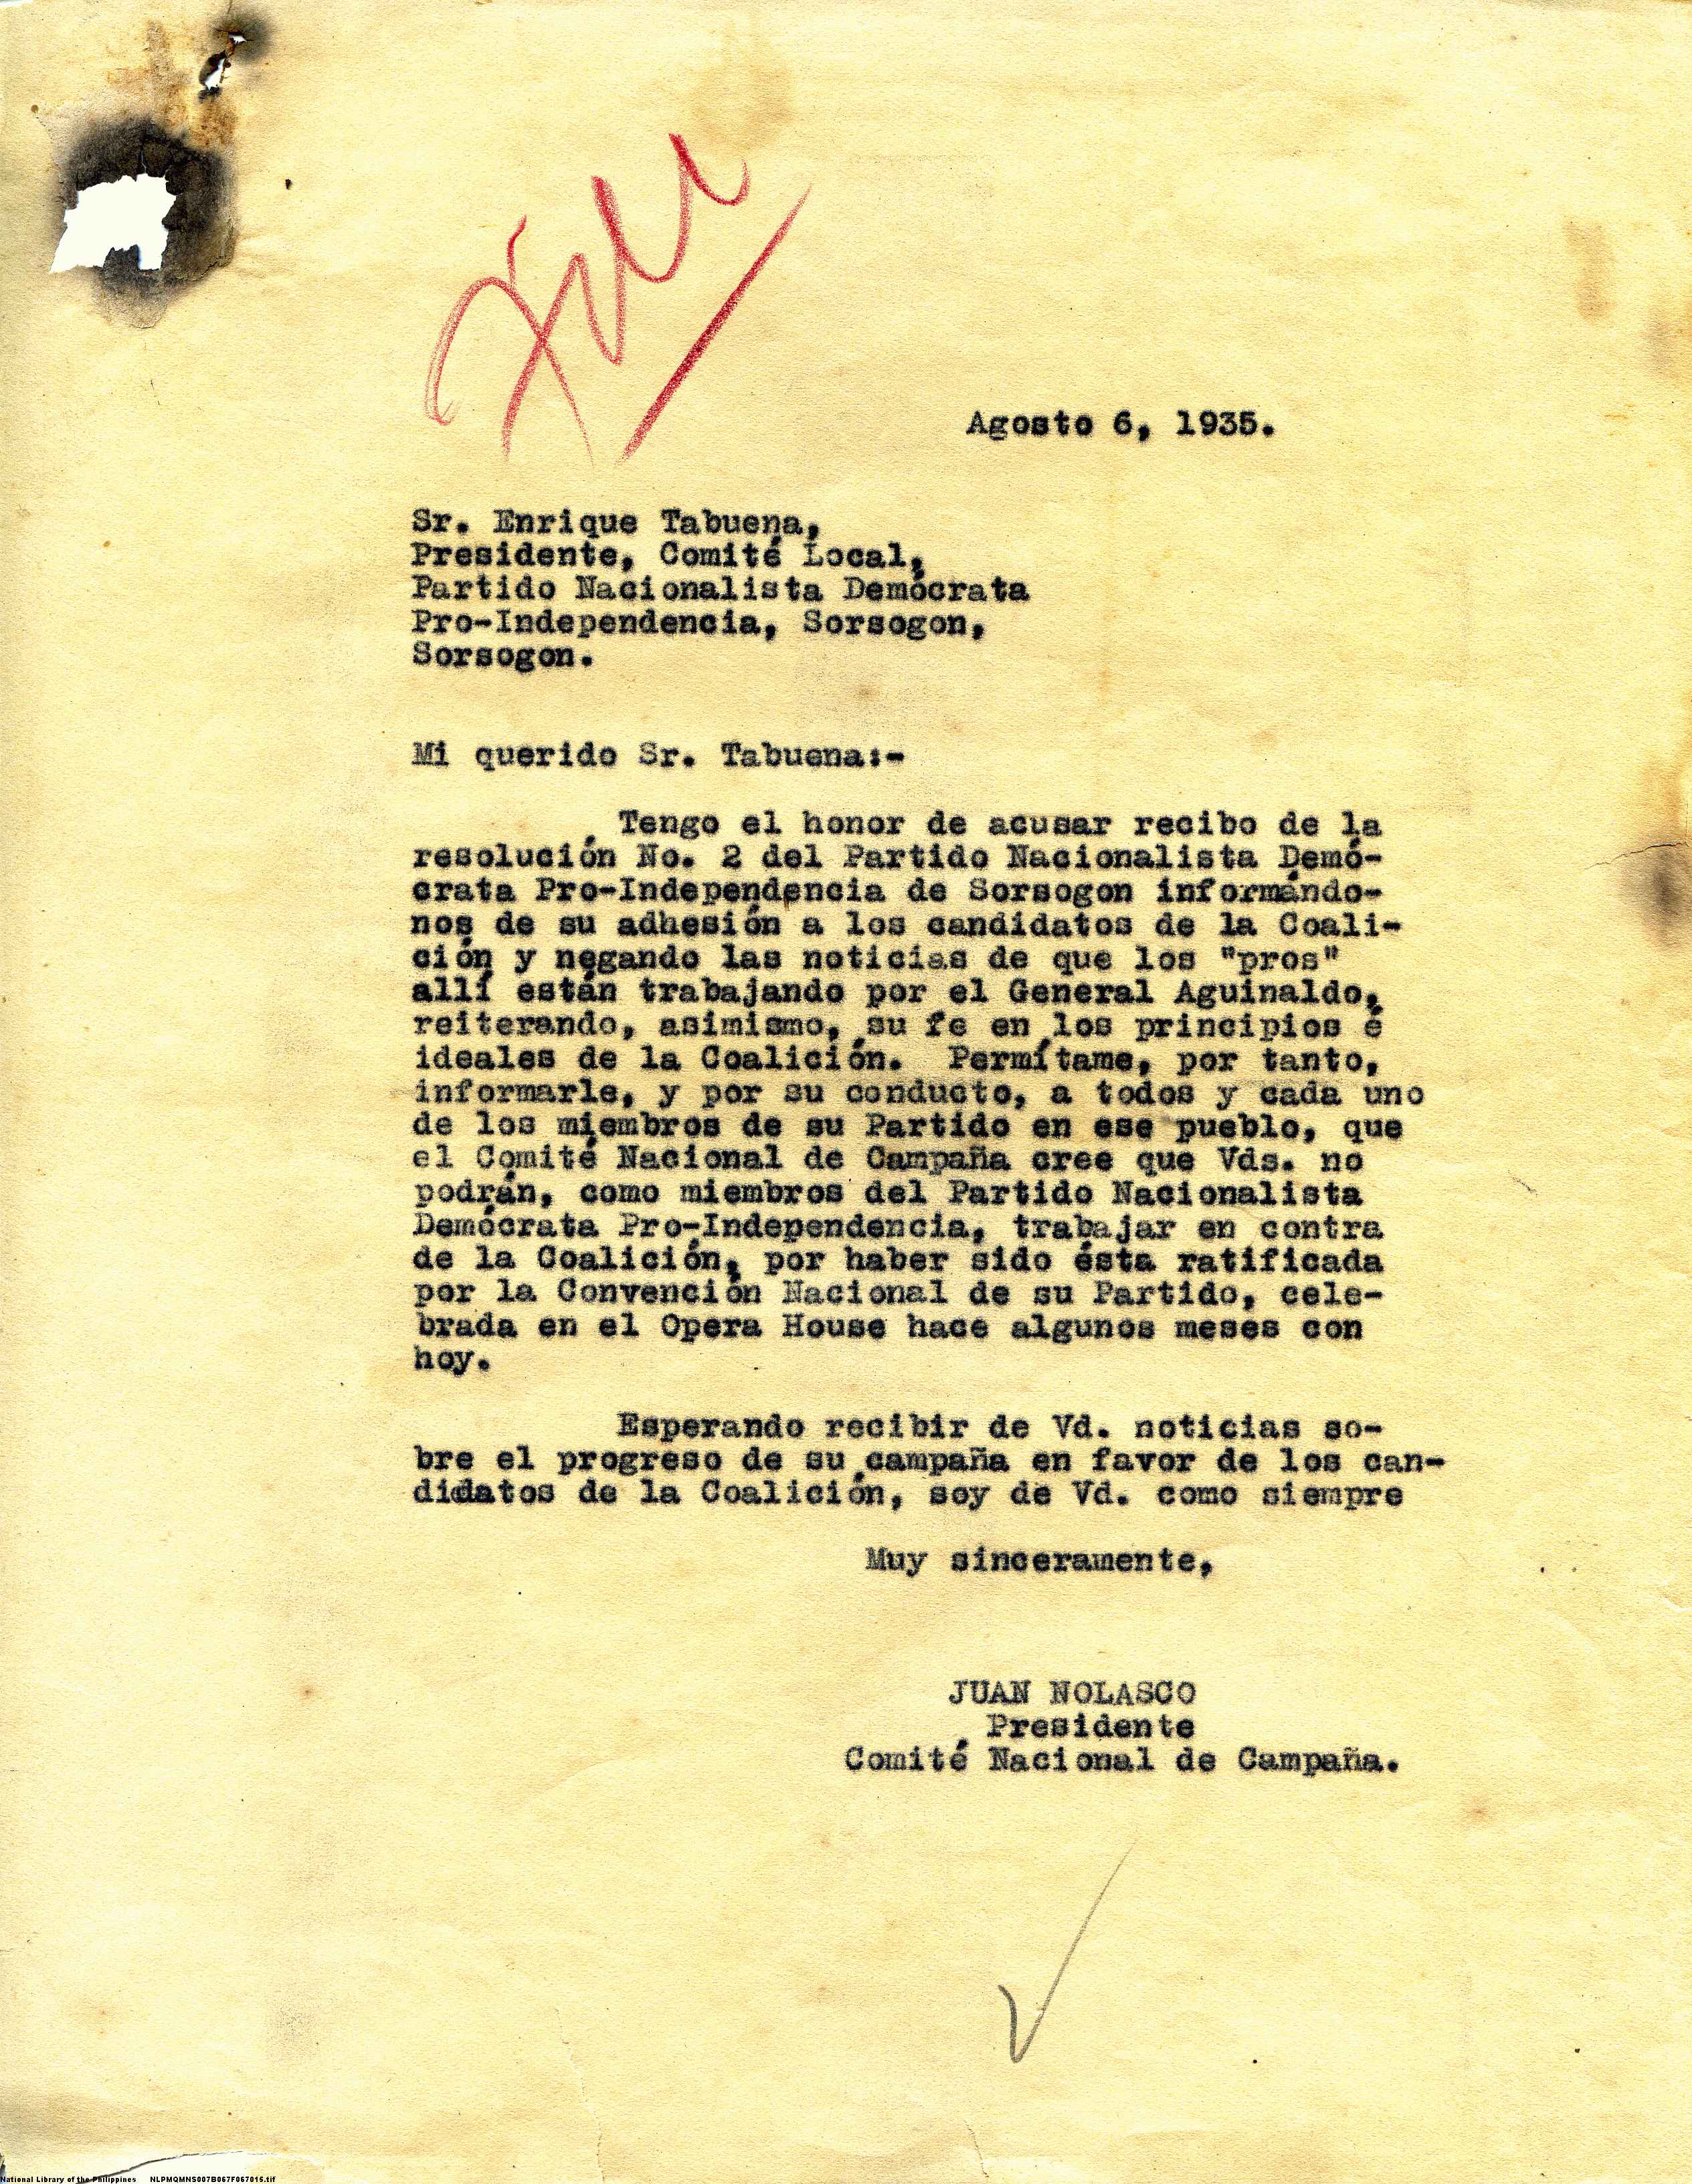 File
Agosto 6, 1935.
Sr. Enrique Tabuena,
Presidente, Comité Local,
Partido Nacionalista Demócrata
Pro-Independencia, Sorsogon,
Sorsogon.
Mi querido Sr. Tabuena:-
Tengo el honor de acusar recibo de la
resolución No. 2 del Partido Nacionalista Demó-
crata Pro-Independencia de Sorsogon informándo-
nos de su adhesión a los candidatos de la Coali-
ción y negando las noticias de que los "pros"
allí están trabajando por el General Aguinaldo,
reiterando, asimismo, su fe en los principios é
ideales de la Coalición. Permítame, por tanto,
informarle, y por su conducto, a todos y cada uno
de los miembros de su Partido en ese pueblo, que
el Comité Nacional de Campaña cree que Vds. no
podrán, como miembros del Partido Nacionalista
Demócrata Pro-Independencia, trabajar en contra
de la Coalición, por haber sido ésta ratificada
por la Convención Nacional de su Partido, cele-
brada en el Opera House hace algunos meses con
hoy.
Esperando recibir de Vd. noticias so-
bre el progreso de su campaña en favor de los can-
didatos de la Coalición, soy de Vd. como siempre
Muy sinceramente,
JUAN NOLASCO
Presidente
Comité Nacional de Campaña.
National Library of the Philippines NLPMQMNS007B067F067015.tif